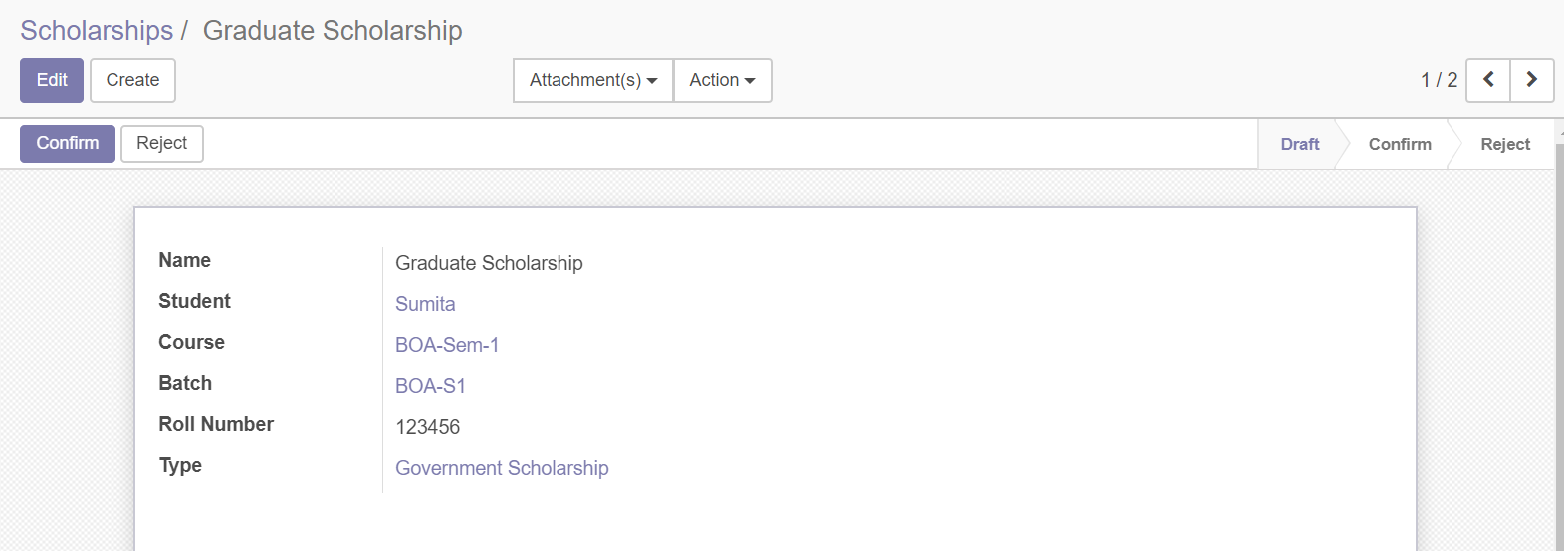 Scholarships / Graduate Scholarship
Edit Create Attachment(s) Action 1 / 2
Confirm Reject Draft Confirm Reject
Name Graduate Scholarship
Student Sumita
Course BOA-Sem-1
Batch BOA-S1
Roll Number 123456
Type Government Scholarship